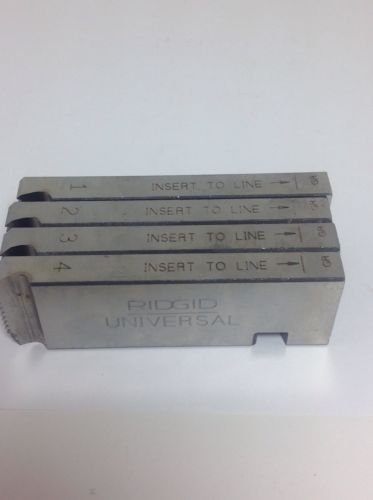 1 INSERT TO LINE
2 INSERT TO LINE
3 INSERT TO LINE
4 INSERT TO LINE
RIDGID
UNIVERSAL